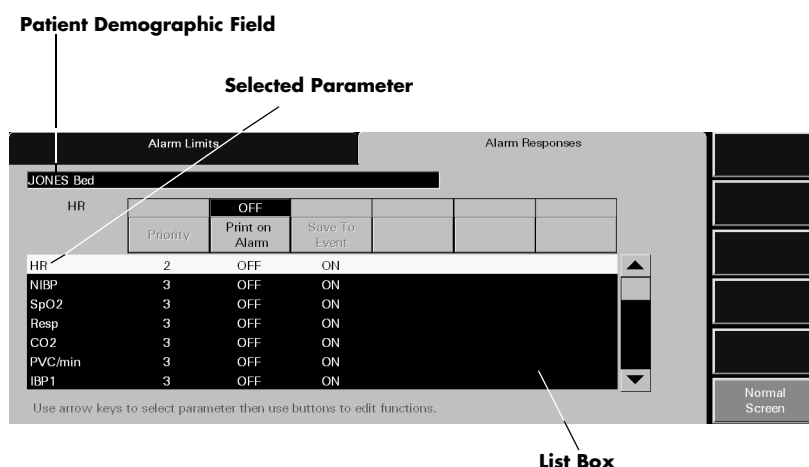 Patient Demographic Field
Selected Parameter
Alarm Limits
Alarm Responses
JONES Bed
HR
OFF
Priority
Print on
Alarm
Save To
Event
HR 2 OFF ON
NIBP 3 OFF ON
SpO2 3 OFF ON
Resp 3 OFF ON
CO2 3 OFF ON
PVC/min 3 OFF ON
IBP1 3 OFF ON
Use arrow keys to select parameter then use buttons to edit functions.
Normal
Screen
List Box